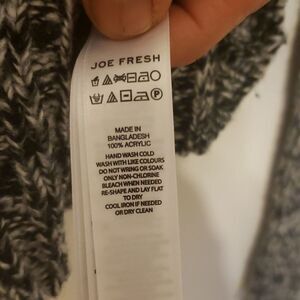 JOE FRESH
MADE IN
BANGLADESH
100% ACRYLIC
HAND WASH COLD
WASH WITH LIKE COLOURS
DO NOT WRING OR SOAK
ONLY NON-CHLORINE
BLEACH WHEN NEEDED
RE-SHAPE AND LAY FLAT
TO DRY
COOL IRON IF NEEDED
OR DRY CLEAN